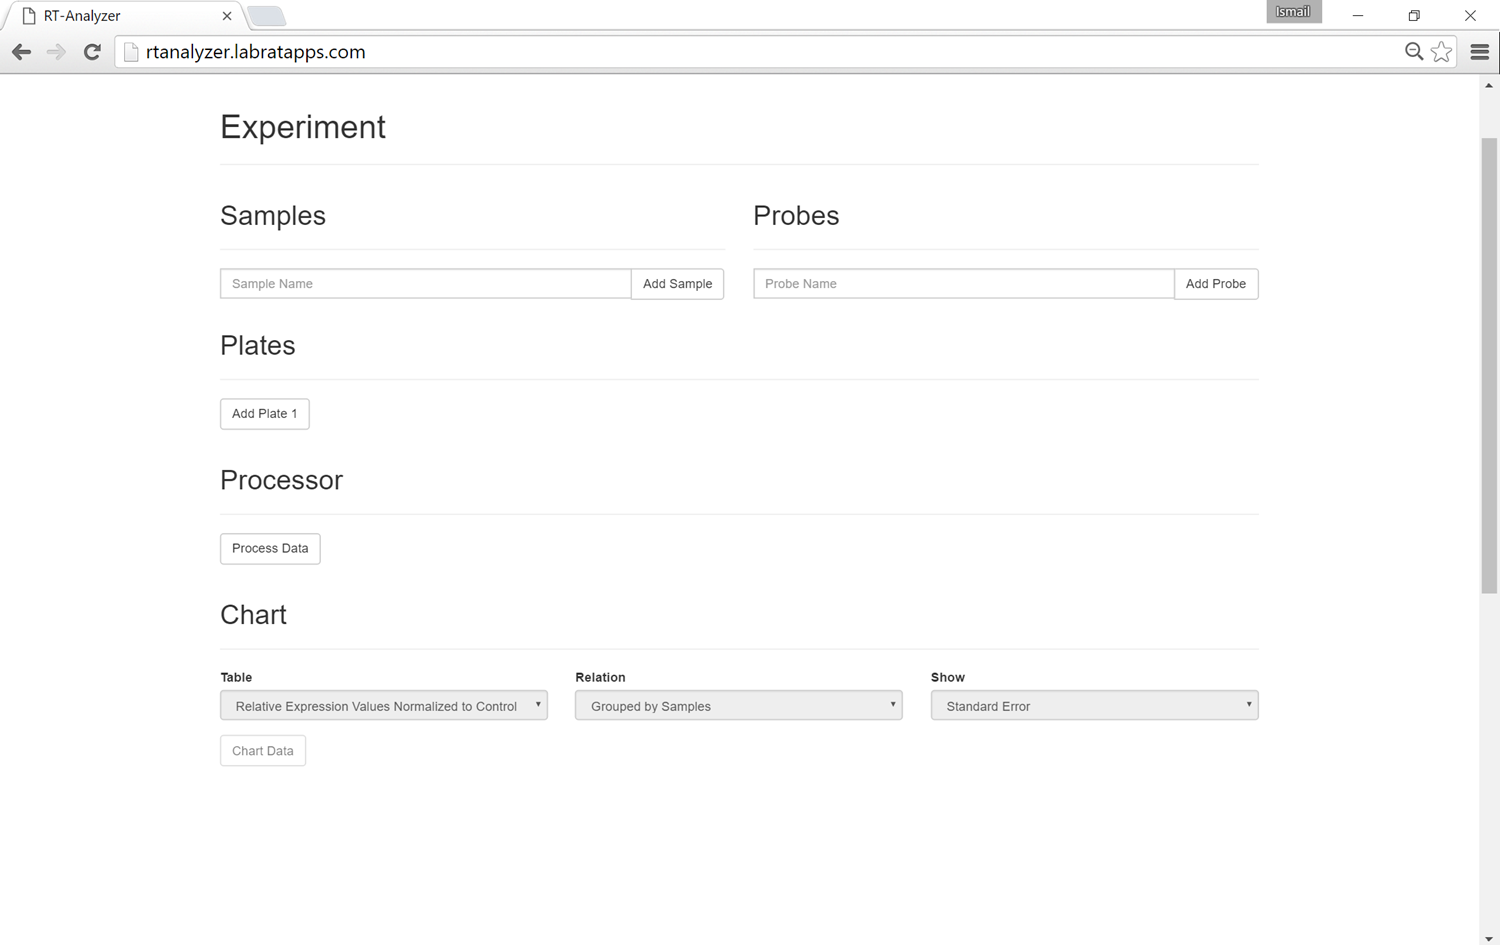 RT-Analyzer
Ismail
rtanalyzer.labratapps.com
Experiment
Samples
Probes
Sample Name
Add Sample
Probe Name
Add Probe
Plates
Add Plate 1
Processor
Process Data
Chart
Table
Relation
Show
Relative Expression Values Normalized to Control
Grouped by Samples
Standard Error
Chart Data